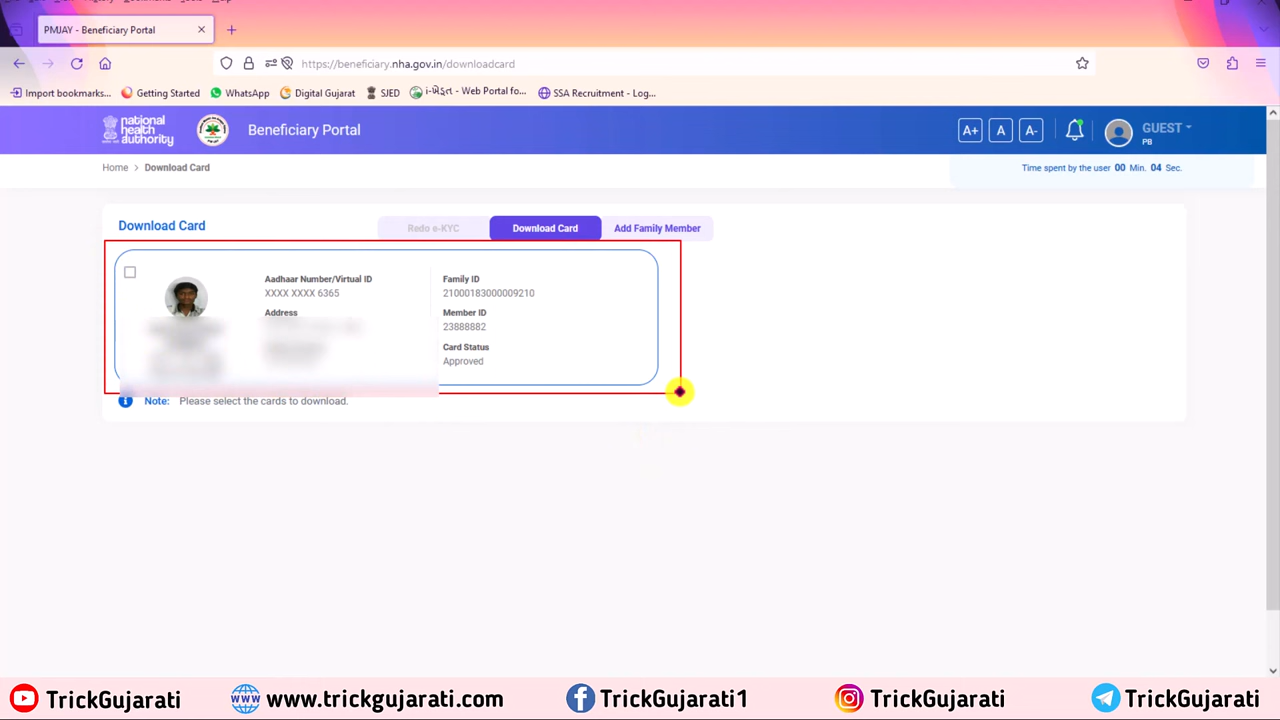 PMJAY - Beneficiary Portal
https://beneficiary.nha.gov.in/downloadcard
Import bookmarks... Getting Started WhatsApp Digital Gujarat SJED - Web Portal fo... SSA Recruitment - Log...
national
health
authority
Beneficiary Portal
A+ A A- GUEST
PB
Home > Download Card
Time spent by the user 00 Min. 04 Sec.
Download Card
Redo e-KYC Download Card Add Family Member
Aadhaar Number/Virtual ID
XXXX XXXX 6365
Address
Family ID
21000183000009210
Member ID
23888882
Card Status
Approved
Note: Please select the cards to download.
TrickGujarati www.trickgujarati.com TrickGujarati1 TrickGujarati TrickGujarati